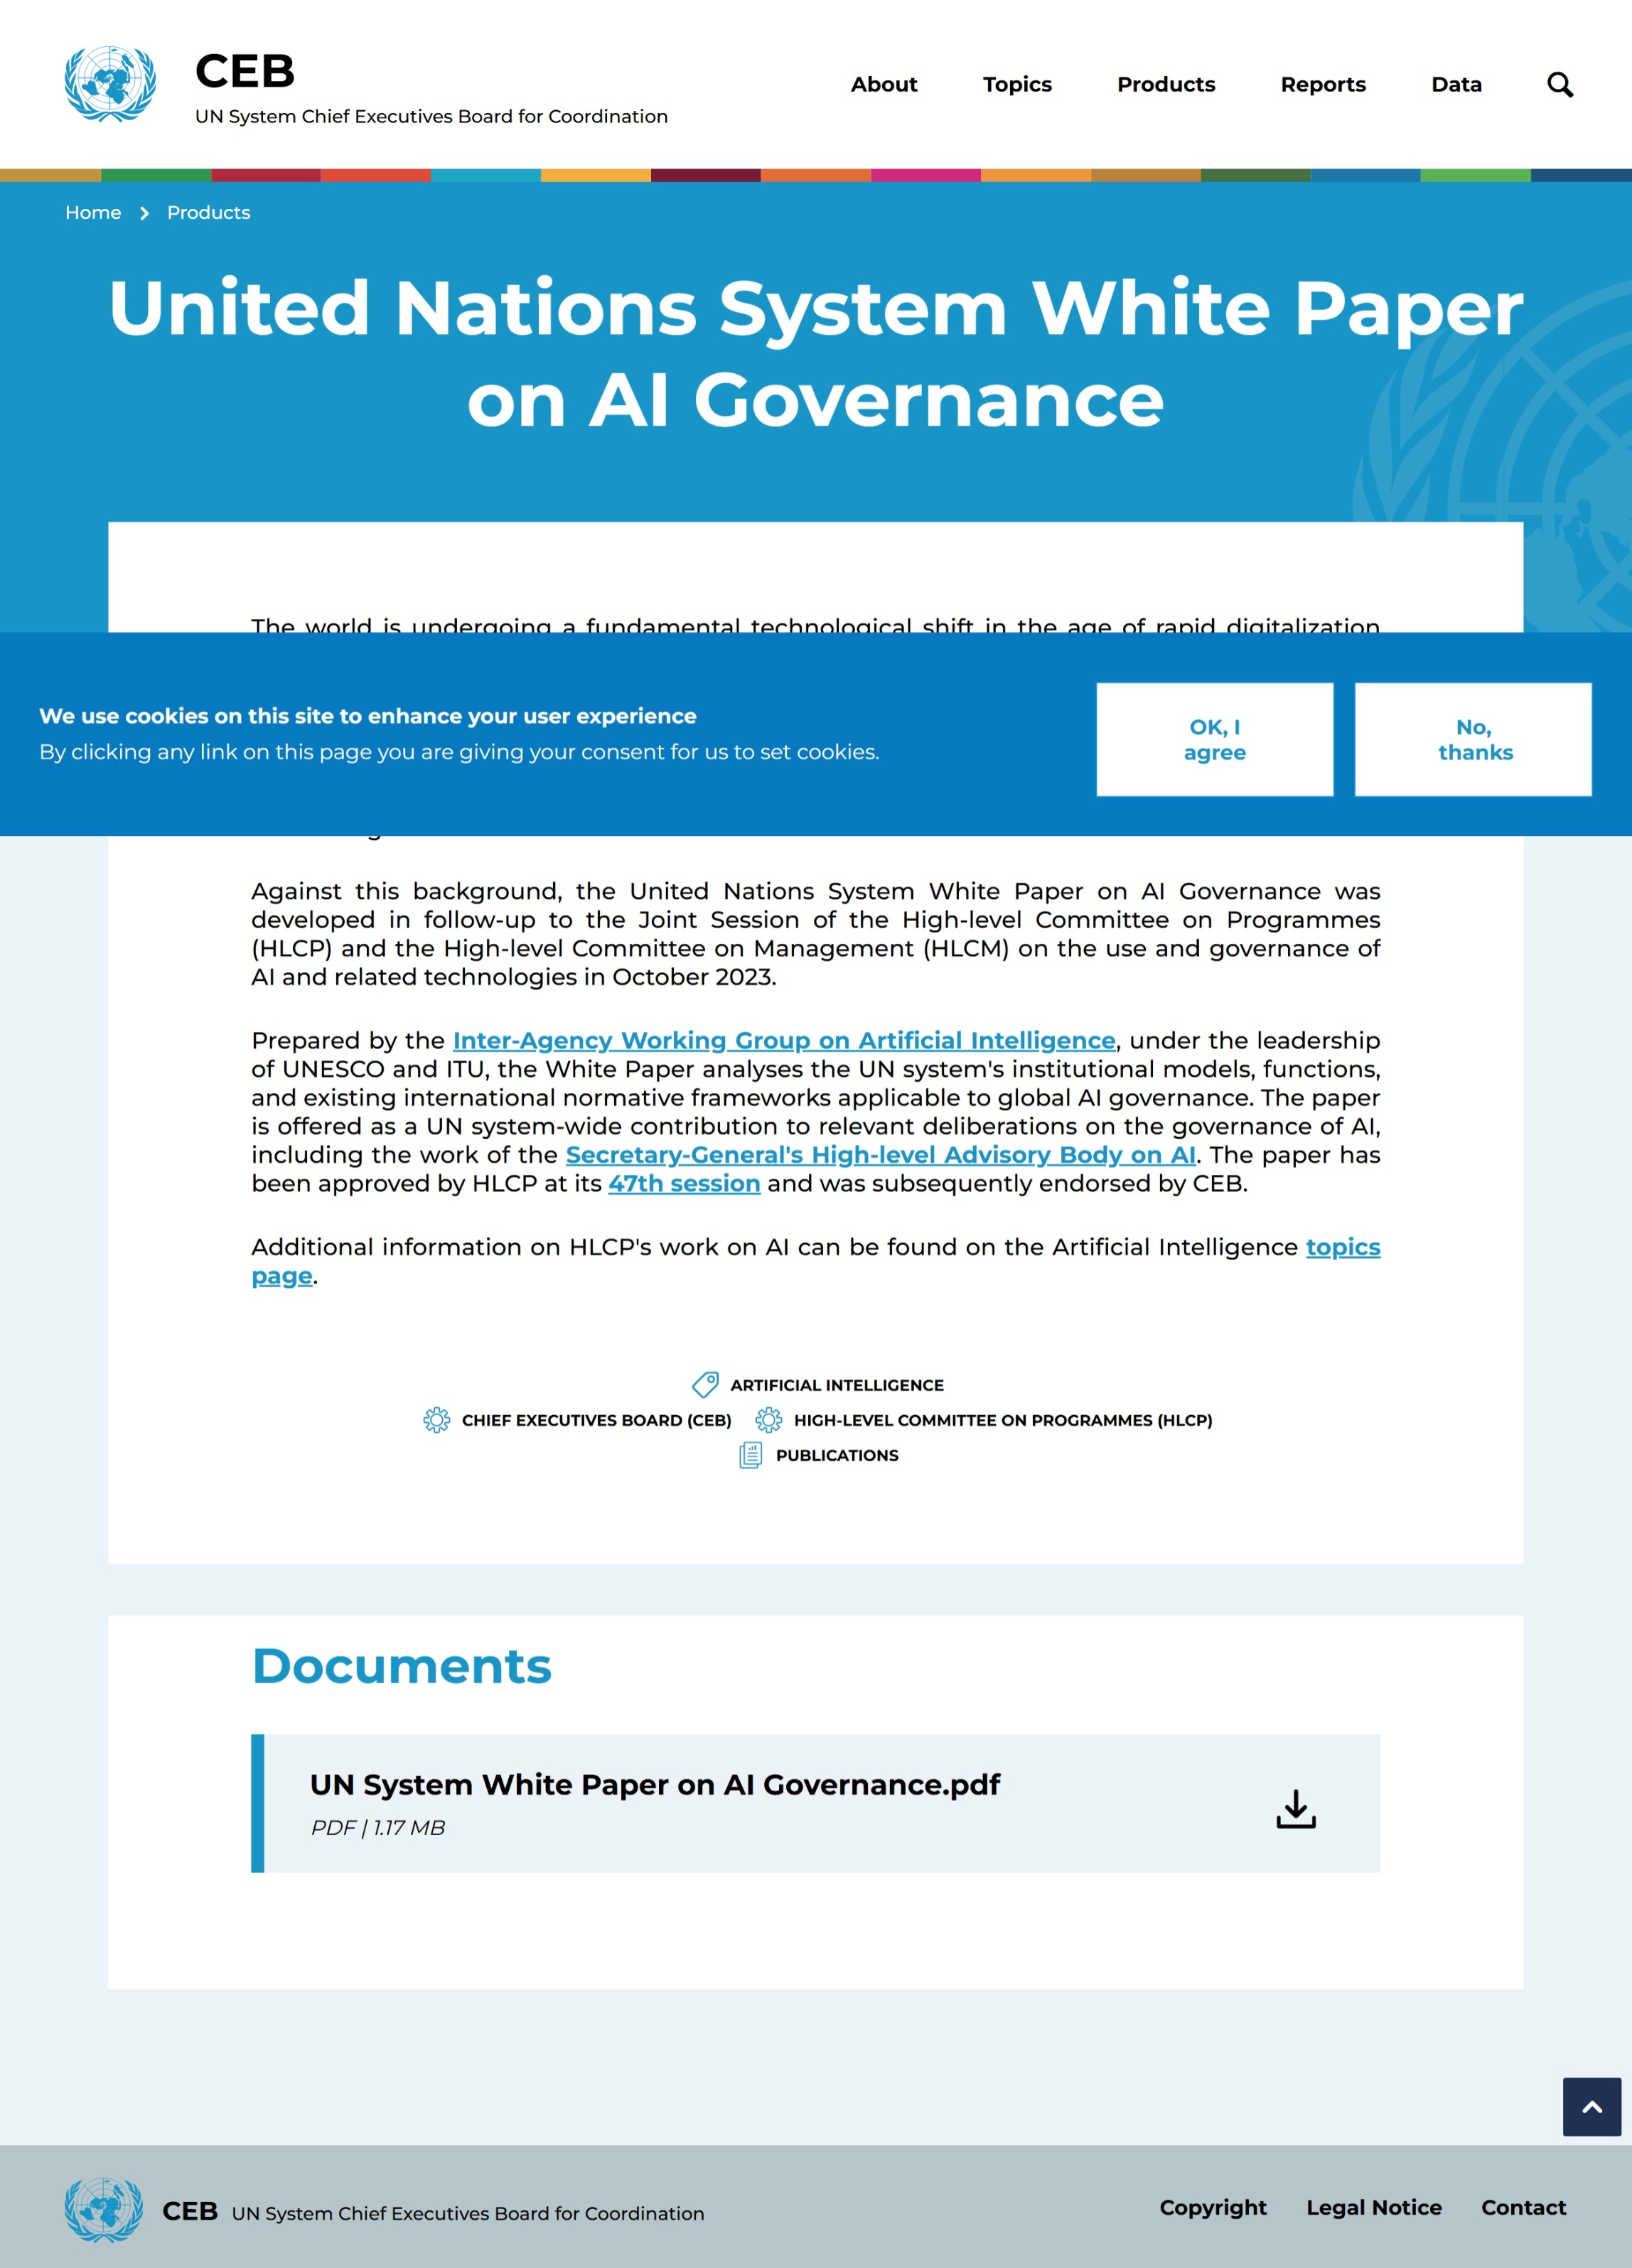 CEB
UN System Chief Executives Board for Coordination
About
Topics
Products
Reports
Data
Home
Products
United Nations System White Paper
on AI Governance
The world is undergoing a fundamental technological shift in the age of rapid digitalization
We use cookies on this site to enhance your user experience
By clicking any link on this page you are giving your consent for us to set cookies.
OK, I
agree
No,
thanks
Against this background, the United Nations System White Paper on AI Governance was
developed in follow-up to the Joint Session of the High-level Committee on Programmes
(HLCP) and the High-level Committee on Management (HLCM) on the use and governance of
AI and related technologies in October 2023.
Prepared by the Inter-Agency Working Group on Artificial Intelligence, under the leadership
of UNESCO and ITU, the White Paper analyses the UN system's institutional models, functions,
and existing international normative frameworks applicable to global AI governance. The paper
is offered as a UN system-wide contribution to relevant deliberations on the governance of AI,
including the work of the Secretary-General's High-level Advisory Body on AI. The paper has
been approved by HLCP at its 47th session and was subsequently endorsed by CEB.
Additional information on HLCP's work on AI can be found on the Artificial Intelligence topics
page.
ARTIFICIAL INTELLIGENCE
CHIEF EXECUTIVES BOARD (CEB) HIGH-LEVEL COMMITTEE ON PROGRAMMES (HLCP)
PUBLICATIONS
Documents
UN System White Paper on AI Governance.pdf
PDF | 1.17 MB
CEB UN System Chief Executives Board for Coordination
Copyright
Legal Notice
Contact